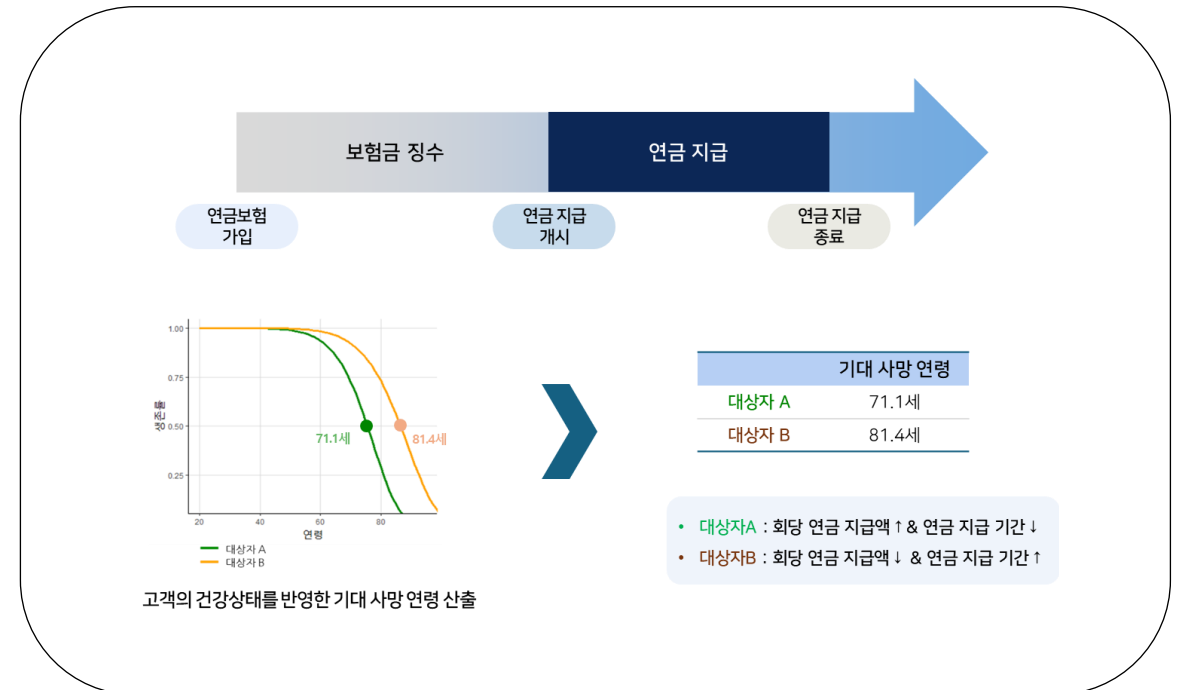 보험금 징수
연금 지급
연금보험
가입
연금 지급
개시
연금 지급
종료
1.00
0.75
0.50
0.25
생존율
71.1세
81.4세
20
40
60
80
연령
대상자 A
대상자 B
고객의 건강상태를 반영한 기대 사망 연령 산출
기대 사망 연령
대상자 A 71.1세
대상자 B 81.4세
• 대상자A : 회당 연금 지급액 ↑ & 연금 지급 기간 ↓
• 대상자B : 회당 연금 지급액 ↓ & 연금 지급 기간 ↑